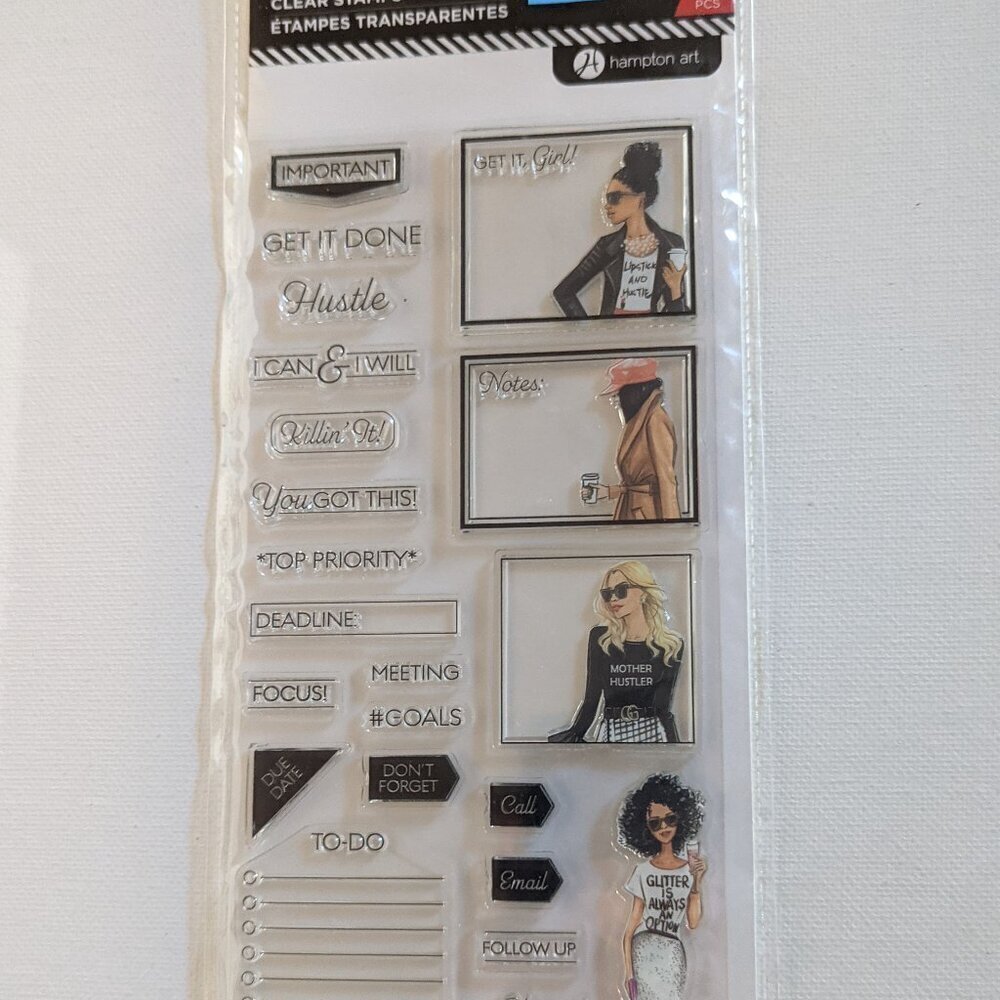 CLEAR STAMPS
ÉTAMPES TRANSPARENTES
PCS
hampton art
IMPORTANT
GET IT DONE
Hustle
I CAN & I WILL
Killin' It!
You GOT THIS!
*TOP PRIORITY*
DEADLINE:
FOCUS!
MEETING
#GOALS
DUE
DATE
DON'T
FORGET
TO-DO
GET IT, Girl!
LIPSTICK
AND
HUSTLE
Notes:
MOTHER
HUSTLER
Call
Email
FOLLOW UP
GLITTER
IS
ALWAYS
AN
OPTION